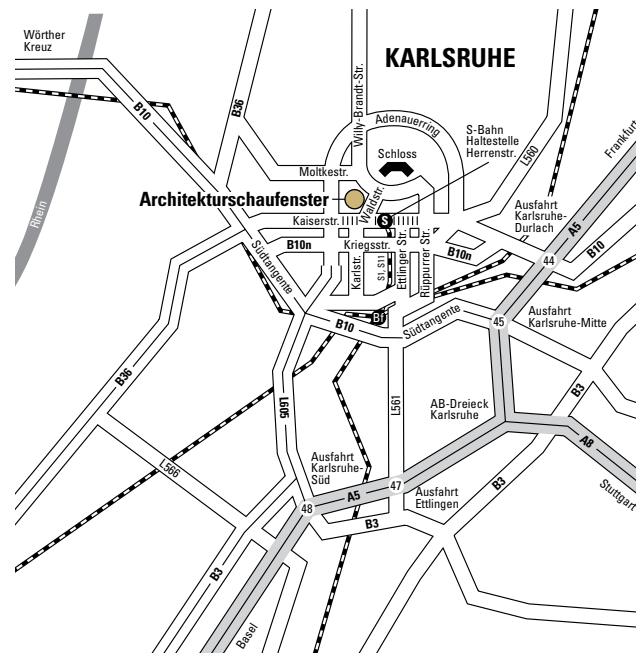 Wörther
Kreuz
KARLSRUHE
B10
B36
Willy-Brandt-Str.
Adenauerring
S-Bahn
Haltestelle
Herrenstr.
L560
Frankfurt
Schloss
Moltkestr.
Rhein
Architekturschaufenster
Waldstr.
Kaiserstr.
S
Ausfahrt
Karlsruhe-
Durlach
A5
B10
44
B10n
Kriegsstr.
B10n
Südtangente
Karlstr.
S1, S11
Ettlinger Str.
Rüppurrer Str.
Bf
B10
Südtangente
45
Ausfahrt
Karlsruhe-Mitte
B36
L605
L561
AB-Dreieck
Karlsruhe
B3
A8
Stuttgart
L566
Ausfahrt
Karlsruhe-
Süd
A5
47
48
Ausfahrt
Ettlingen
B3
B3
B3
Basel